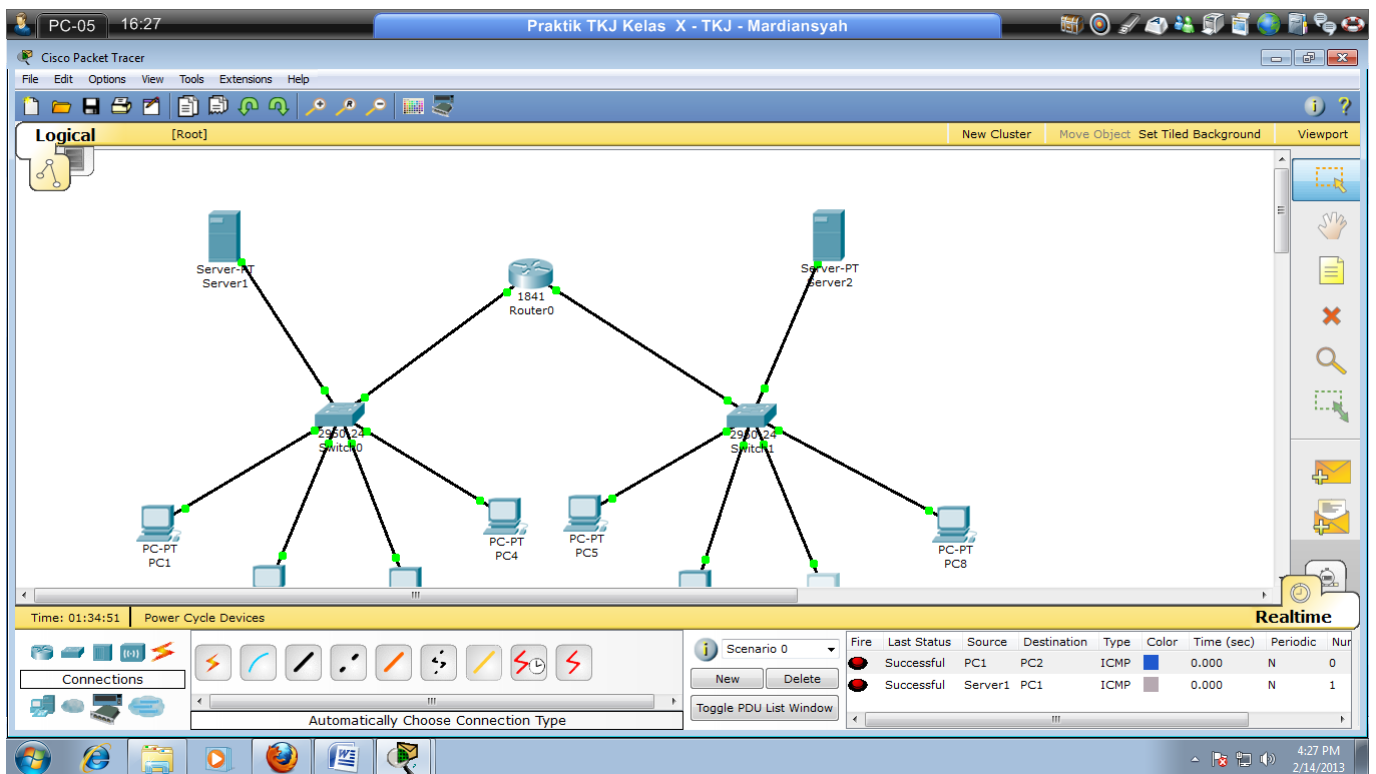 PC-05 16:27 Praktik TKJ Kelas X - TKJ - Mardiansyah
Cisco Packet Tracer
File Edit Options View Tools Extensions Help
Logical [Root] New Cluster Move Object Set Tiled Background Viewport
Server-PT
Server1
Server-PT
Server2
1841
Router0
2950-24
Switch0
2950-24
Switch1
PC-PT
PC1
PC-PT
PC4
PC-PT
PC5
PC-PT
PC8
Time: 01:34:51 Power Cycle Devices Realtime
Connections
Automatically Choose Connection Type
Scenario 0
New Delete
Toggle PDU List Window
Fire Last Status Source Destination Type Color Time (sec) Periodic Nur
Successful PC1 PC2 ICMP 0.000 N 0
Successful Server1 PC1 ICMP 0.000 N 1
4:27 PM
2/14/2013